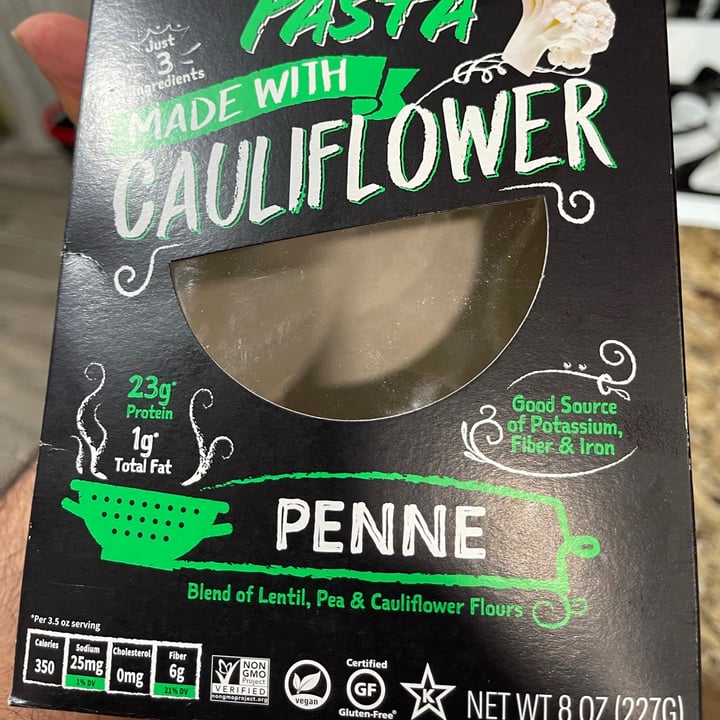 PASTA
Just
3
Ingredients
MADE WITH
CAULIFLOWER
23g*
Protein
1g*
Total Fat
Good Source
of Potassium,
Fiber & Iron
PENNE
Blend of Lentil, Pea & Cauliflower Flours
*Per 3.5 oz serving
Calories
350
Sodium
25mg
1% DV
Cholesterol
0mg
Fiber
6g
21% DV
NON
GMO
Project
VERIFIED
nongmoproject.org
vegan
Certified
GF
Gluten-Free®
K
NET WT 8 OZ (227G)